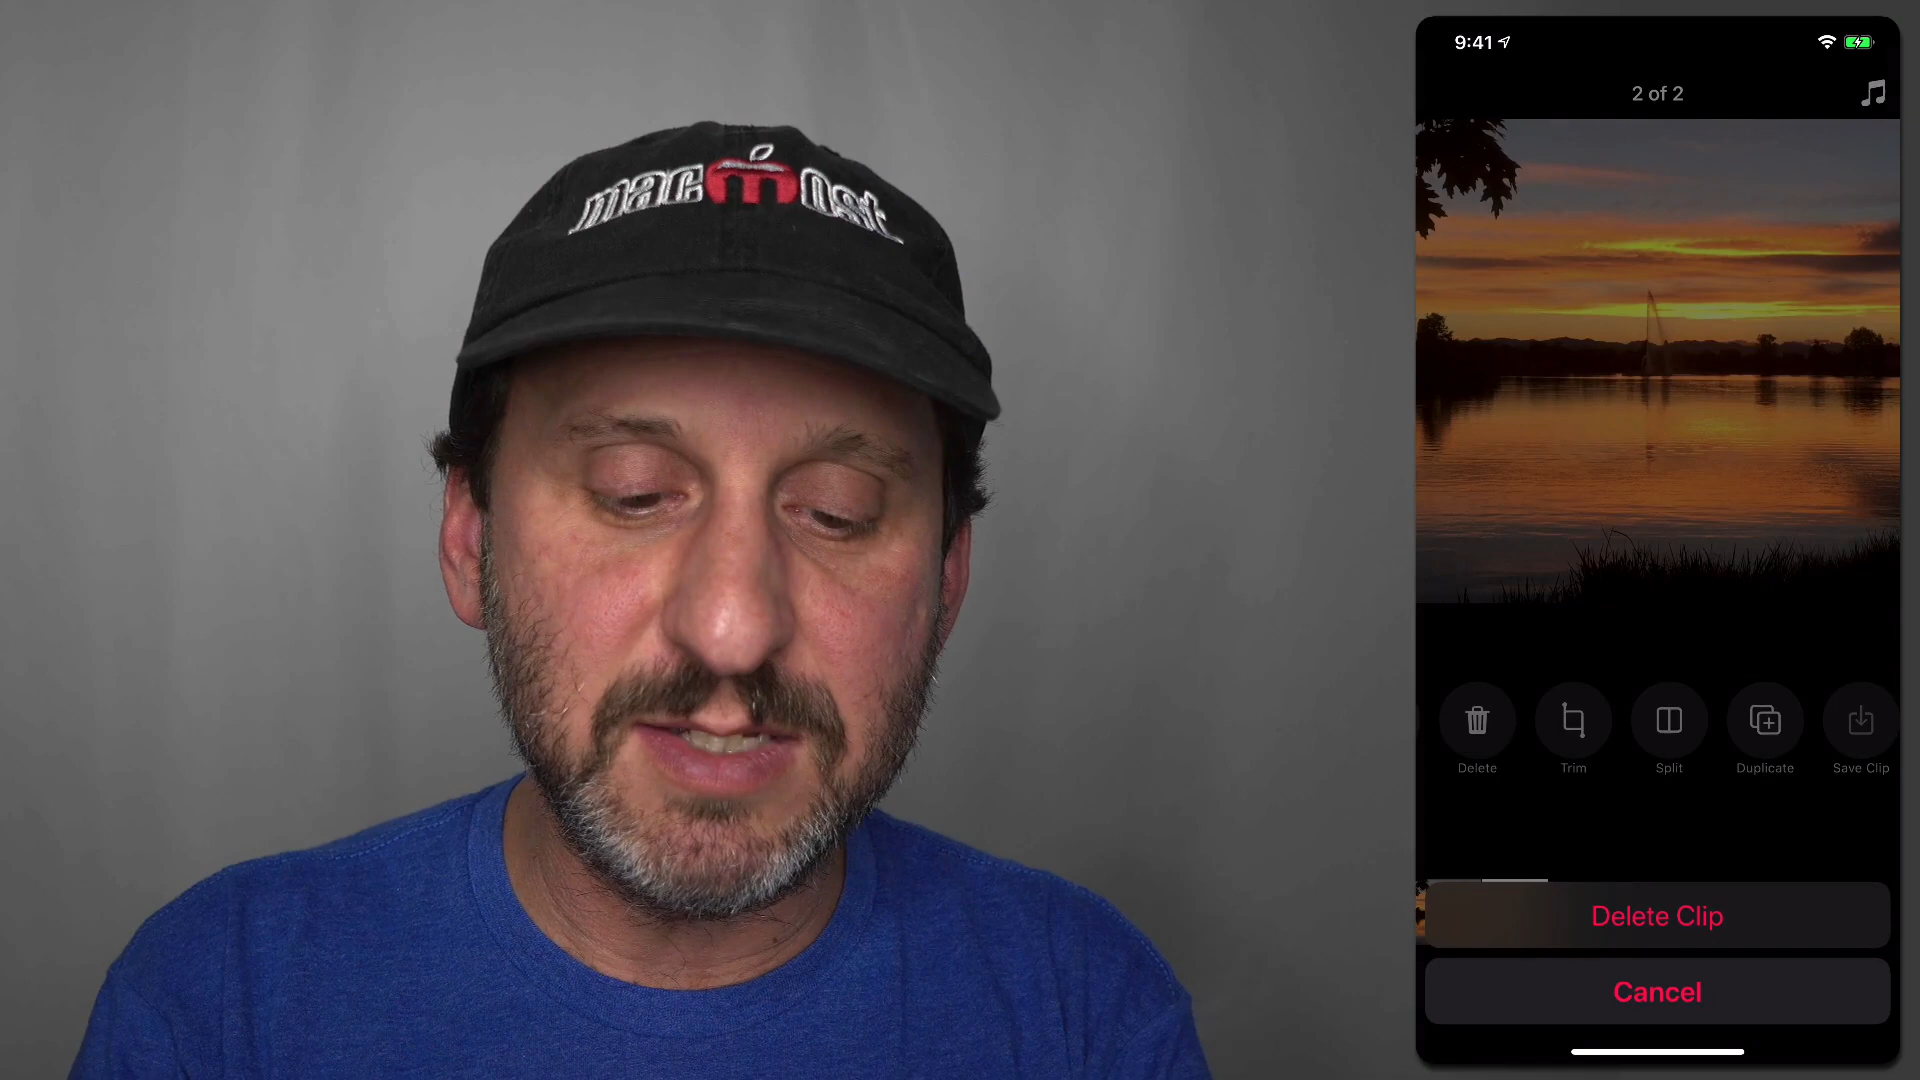 macmost
9:41
2 of 2
Delete
Trim
Split
Duplicate
Save Clip
Delete Clip
Cancel